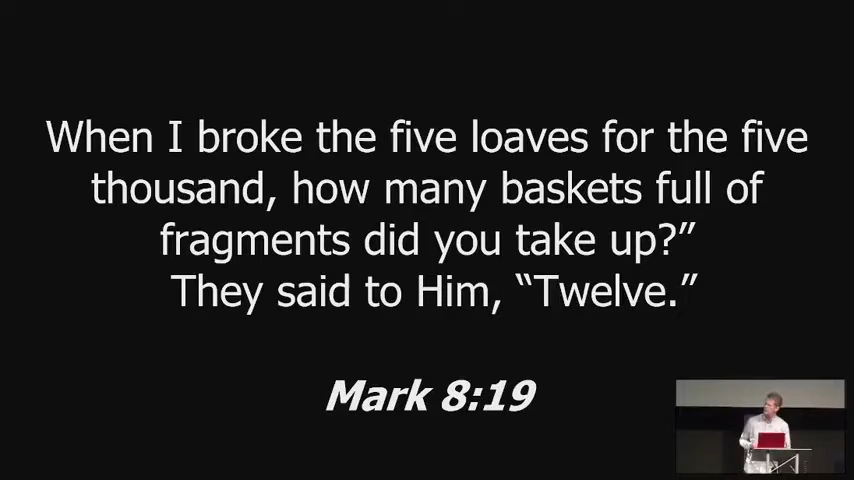 When I broke the five loaves for the five
thousand, how many baskets full of
fragments did you take up?”
They said to Him, “Twelve.”
Mark 8:19